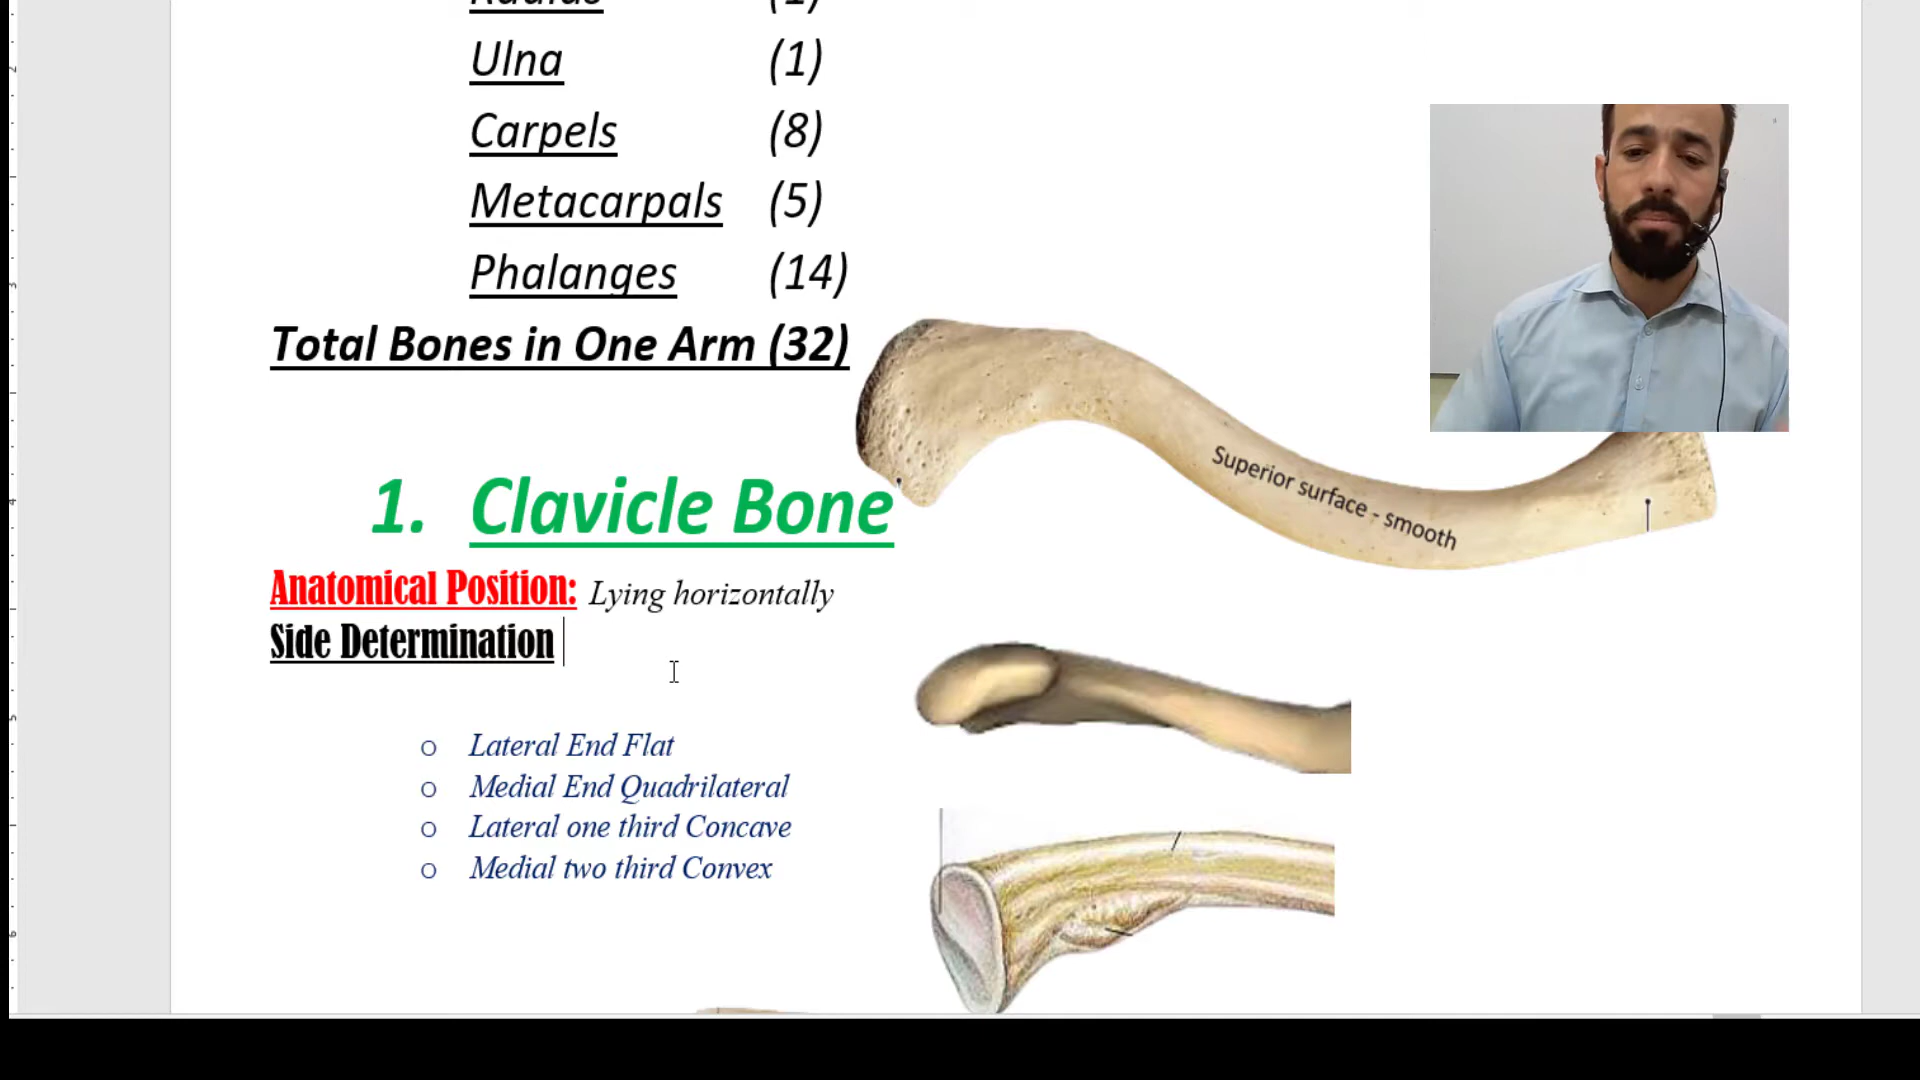 Radius (1)
Ulna (1)
Carpels (8)
Metacarpals (5)
Phalanges (14)
Total Bones in One Arm (32)
1. Clavicle Bone
Superior surface - smooth
Anatomical Position: Lying horizontally
Side Determination
o Lateral End Flat
o Medial End Quadrilateral
o Lateral one third Concave
o Medial two third Convex